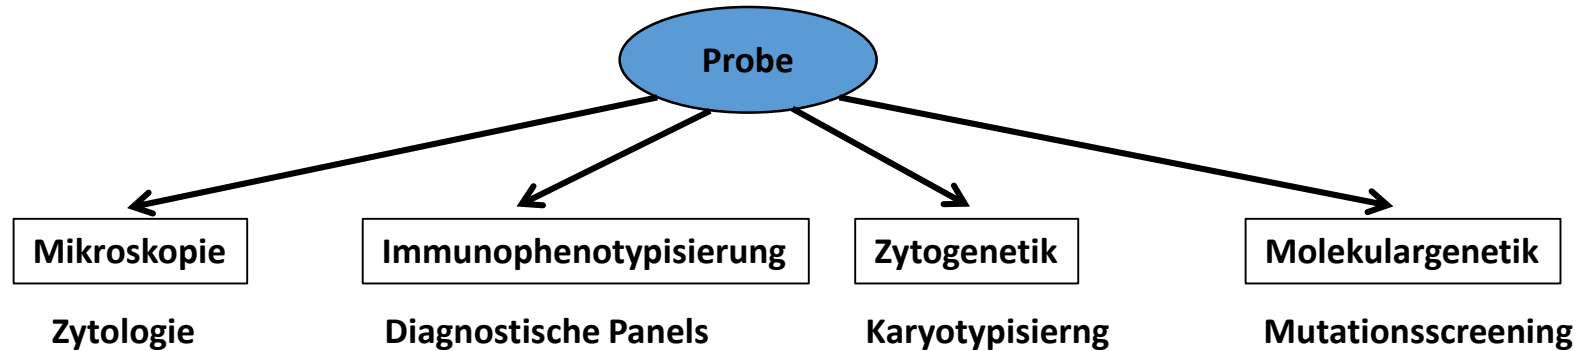 Probe
Mikroskopie
Immunophenotypisierung
Zytogenetik
Molekulargenetik
Zytologie
Diagnostische Panels
Karyotypisierng
Mutationsscreening